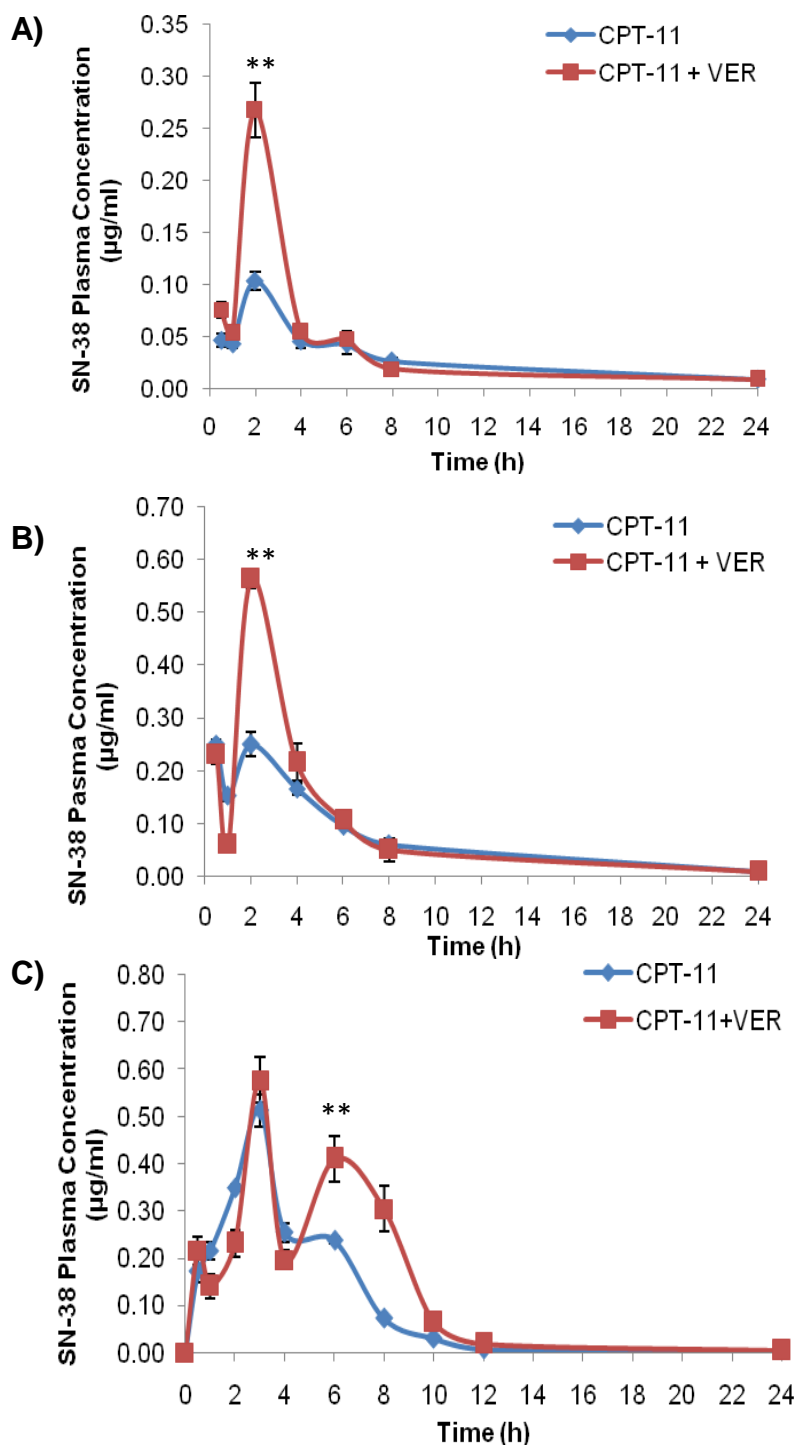 A)
CPT-11
CPT-11 + VER
**
SN-38 Plasma Concentration
(µg/ml)
0.35
0.30
0.25
0.20
0.15
0.10
0.05
0.00
0 2 4 6 8 10 12 14 16 18 20 22 24
Time (h)
B)
CPT-11
CPT-11 + VER
**
SN-38 Pasma Concentration
(µg/ml)
0.70
0.60
0.50
0.40
0.30
0.20
0.10
0.00
0 2 4 6 8 10 12 14 16 18 20 22 24
Time (h)
C)
CPT-11
CPT-11+VER
**
SN-38 Plasma Concentration
(µg/ml)
0.80
0.70
0.60
0.50
0.40
0.30
0.20
0.10
0.00
0 2 4 6 8 10 12 14 16 18 20 22 24
Time (h)